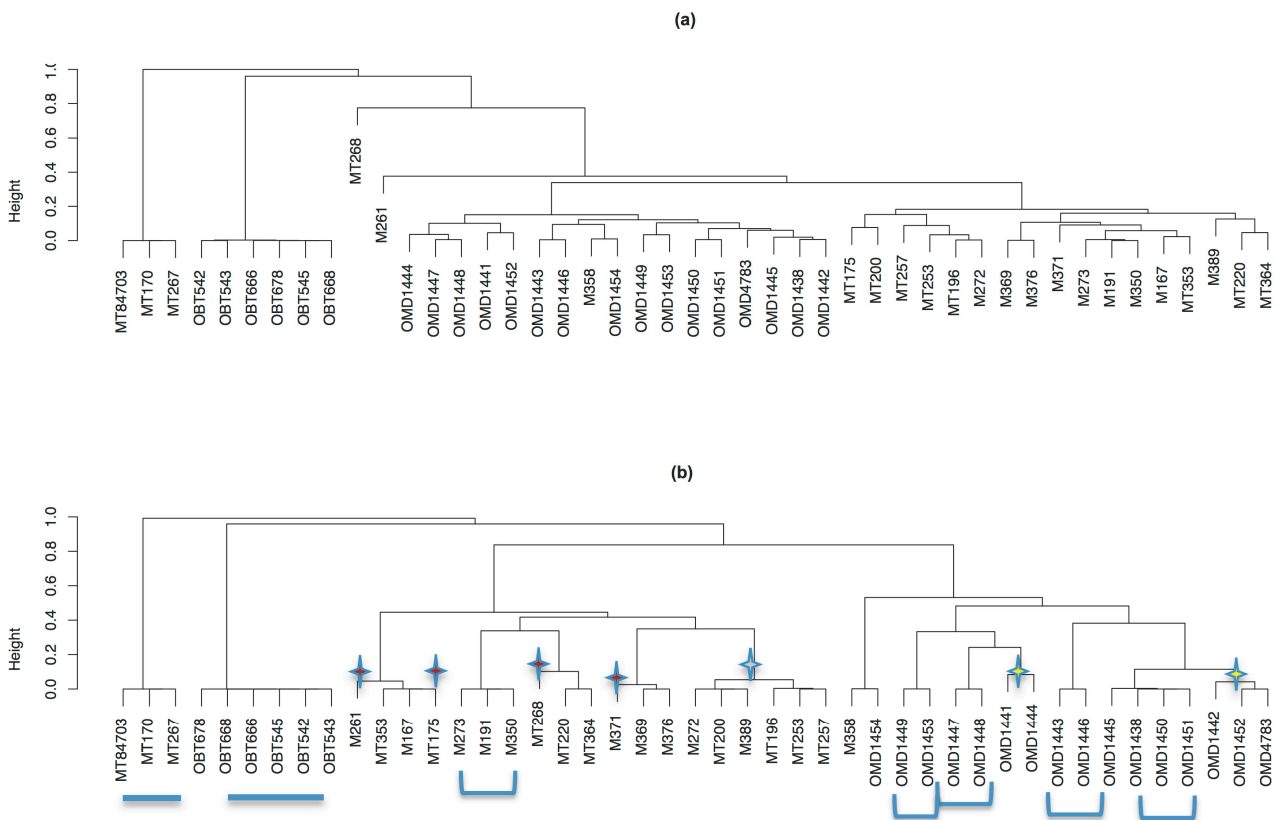 (a)
Height
0.0 0.2 0.4 0.6 0.8 1.0
MT84703
MT170
MT267
OBT542
OBT543
OBT666
OBT678
OBT545
OBT668
MT268
M261
OMD1444
OMD1447
OMD1448
OMD1441
OMD1452
OMD1443
OMD1446
M358
OMD1454
OMD1449
OMD1453
OMD1450
OMD1451
OMD4783
OMD1445
OMD1438
OMD1442
MT175
MT200
MT257
MT253
MT196
M272
M369
M376
M371
M273
M191
M350
M167
MT353
M389
MT220
MT364
(b)
Height
0.0 0.2 0.4 0.6 0.8 1.0
MT84703
MT170
MT267
OBT678
OBT668
OBT666
OBT545
OBT542
OBT543
M261
MT353
M167
MT175
M273
M191
M350
MT268
MT220
MT364
M371
M369
M376
M272
MT200
M389
MT196
MT253
MT257
M358
OMD1454
OMD1449
OMD1453
OMD1447
OMD1448
OMD1441
OMD1444
OMD1443
OMD1446
OMD1445
OMD1438
OMD1450
OMD1451
OMD1442
OMD1452
OMD4783